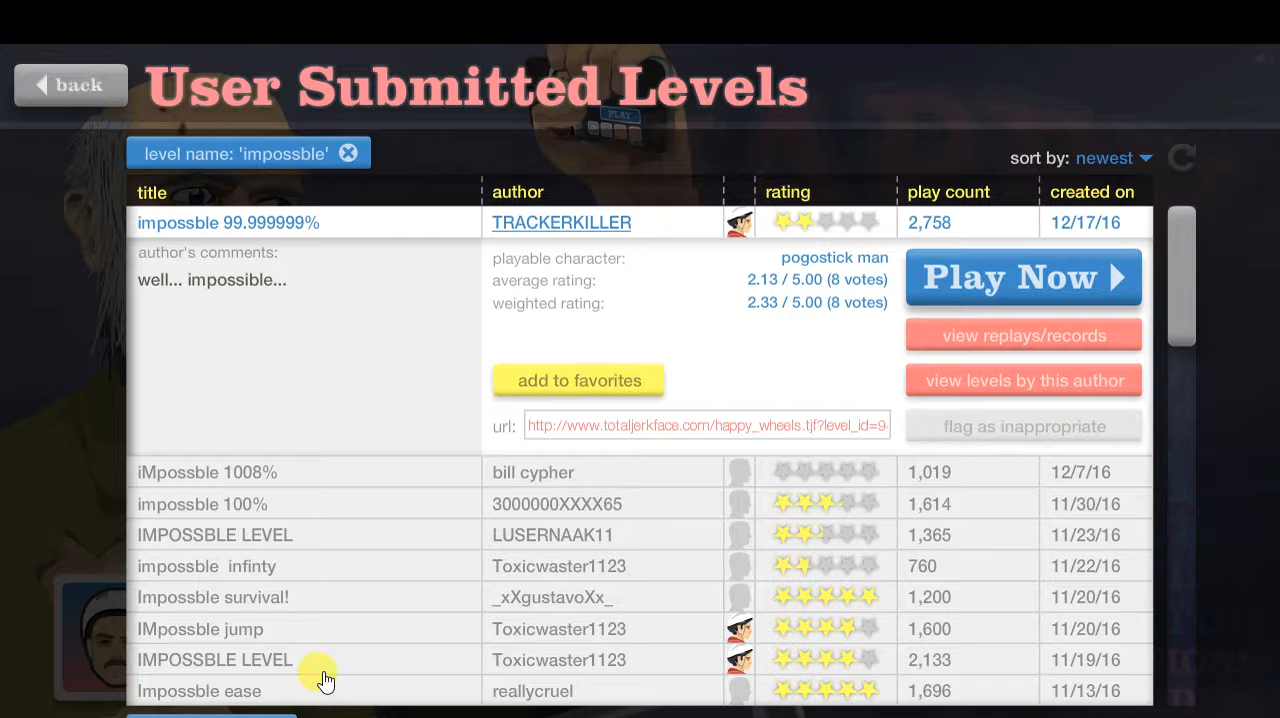 back
User Submitted Levels
PLAY
level name: 'impossble'
sort by: newest
title author rating play count created on
impossble 99.999999% TRACKERKILLER 2,758 12/17/16
author's comments:
well... impossible...
playable character: pogostick man
average rating: 2.13 / 5.00 (8 votes)
weighted rating: 2.33 / 5.00 (8 votes)
Play Now
view replays/records
add to favorites
view levels by this author
url: http://www.totaljerkface.com/happy_wheels.tjf?level_id=9
flag as inappropriate
iMpossble 1008% bill cypher 1,019 12/7/16
impossble 100% 3000000XXXX65 1,614 11/30/16
IMPOSSBLE LEVEL LUSERNAAK11 1,365 11/23/16
impossble infinty Toxicwaster1123 760 11/22/16
Impossble survival! _xXgustavoXx_ 1,200 11/20/16
IMpossble jump Toxicwaster1123 1,600 11/20/16
IMPOSSBLE LEVEL Toxicwaster1123 2,133 11/19/16
Impossble ease reallycruel 1,696 11/13/16